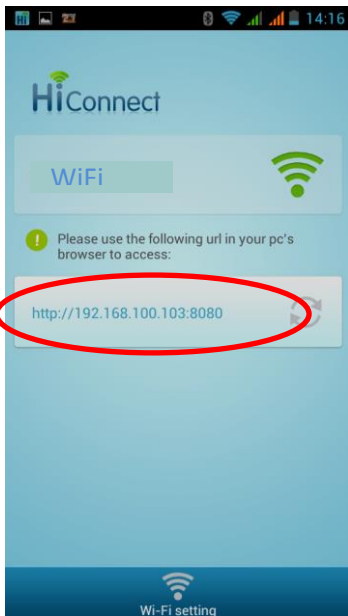 Hi
14:16
HiConnect
WiFi
! Please use the following url in your pc's
browser to access:
http://192.168.100.103:8080
Wi-Fi setting